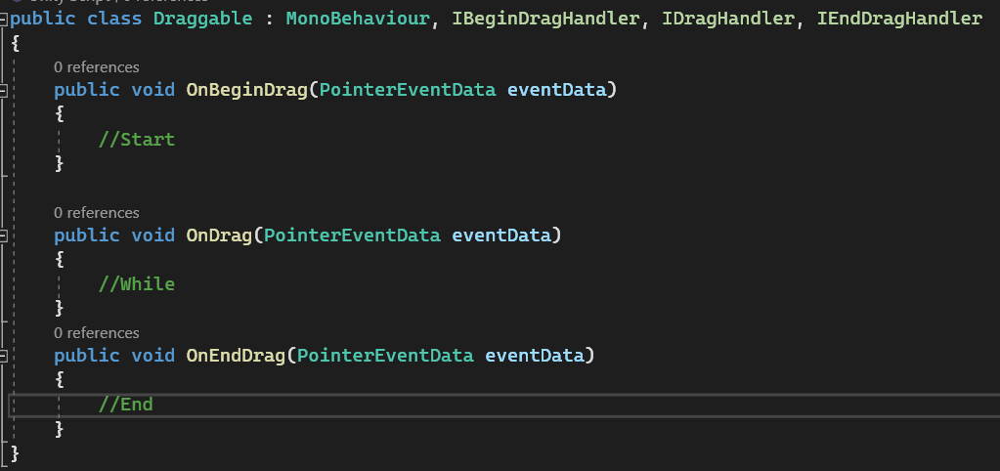 public class Draggable : MonoBehaviour, IBeginDragHandler, IDragHandler, IEndDragHandler
{
0 references
public void OnBeginDrag(PointerEventData eventData)
{
//Start
}
0 references
public void OnDrag(PointerEventData eventData)
{
//While
}
0 references
public void OnEndDrag(PointerEventData eventData)
{
//End
}
}